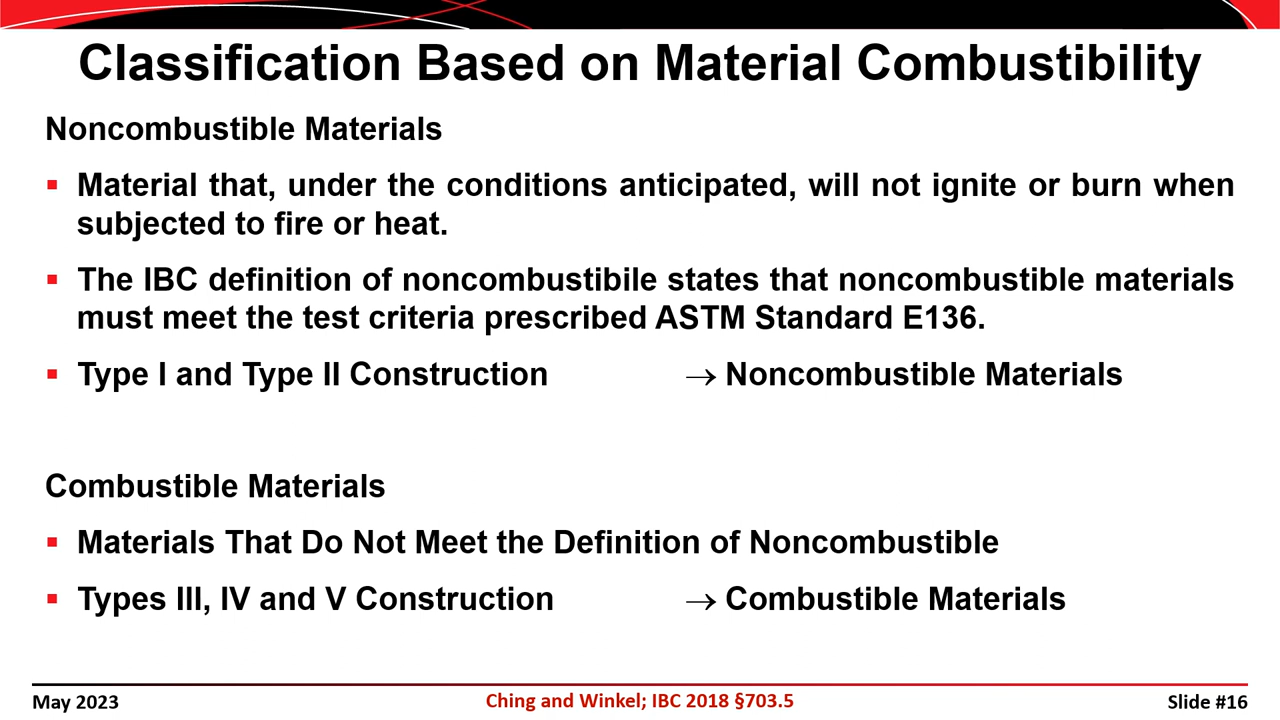 Classification Based on Material Combustibility
Noncombustible Materials
▪ Material that, under the conditions anticipated, will not ignite or burn when
subjected to fire or heat.
▪ The IBC definition of noncombustibile states that noncombustible materials
must meet the test criteria prescribed ASTM Standard E136.
▪ Type I and Type II Construction → Noncombustible Materials
Combustible Materials
▪ Materials That Do Not Meet the Definition of Noncombustible
▪ Types III, IV and V Construction → Combustible Materials
May 2023 Ching and Winkel; IBC 2018 §703.5 Slide #16